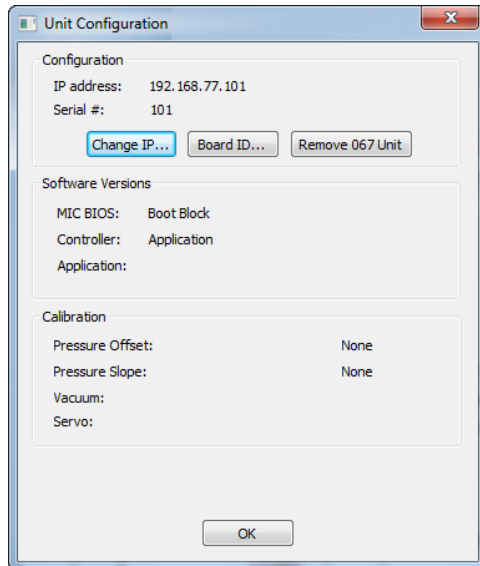 Unit Configuration
Configuration
IP address: 192.168.77.101
Serial #: 101
Change IP... Board ID... Remove 067 Unit
Software Versions
MIC BIOS: Boot Block
Controller: Application
Application:
Calibration
Pressure Offset: None
Pressure Slope: None
Vacuum:
Servo:
OK